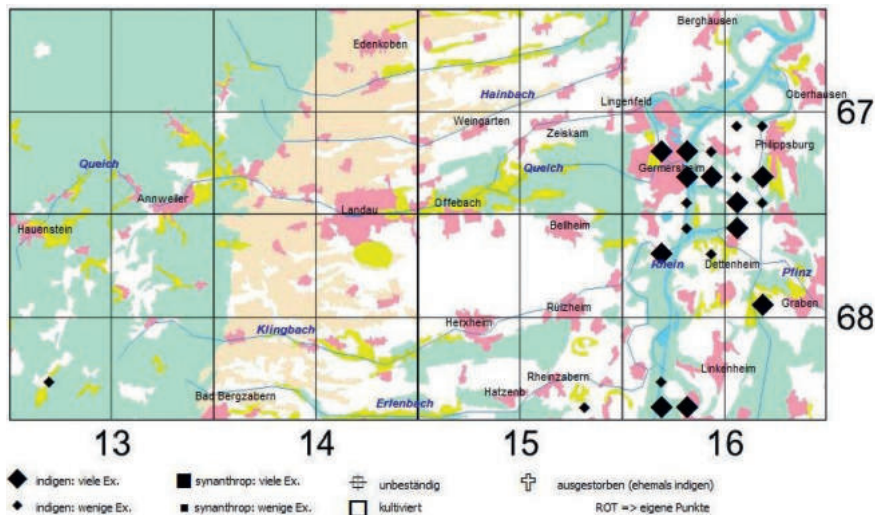 Berghausen
Edenkoben
Oberhausen
Hainbach
Lingenfeld
67
Weingarten
Zeiskam
Philippsburg
Queich
Queich
Germersheim
Annweiler
Landau
Offebach
Hauenstein
Bellheim
Rhein
Dettenheim
Pfinz
Graben
68
Klingbach
Herxheim
Rülzheim
Linkenheim
Rheinzabern
Bad Bergzabern
Hatzenb
Erlenbach
13 14 15 16
indigen: viele Ex. synanthrop: viele Ex. unbeständig ausgestorben (ehemals indigen)
indigen: wenige Ex. synanthrop: wenige Ex. kultiviert ROT => eigene Punkte